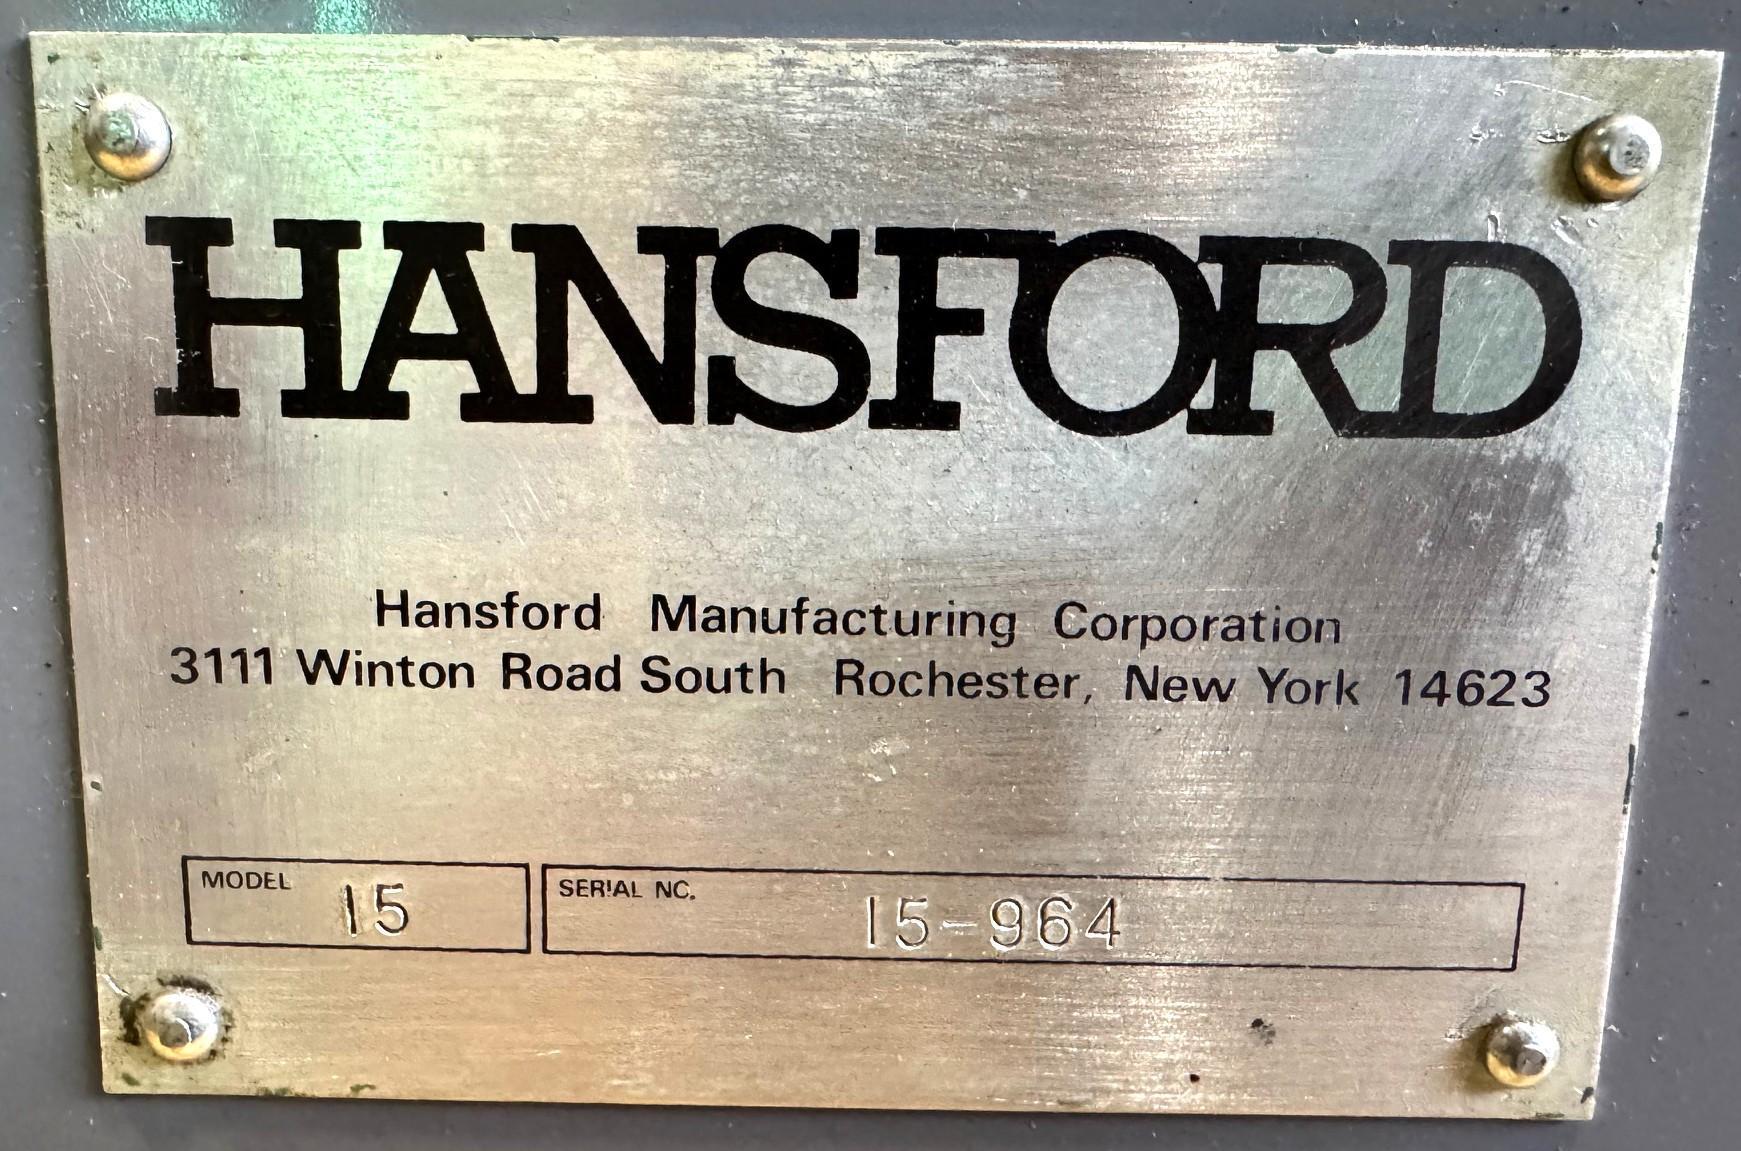 HANSFORD
Hansford Manufacturing Corporation
3111 Winton Road South Rochester, New York 14623
MODEL 15 SERIAL NO. 15-964